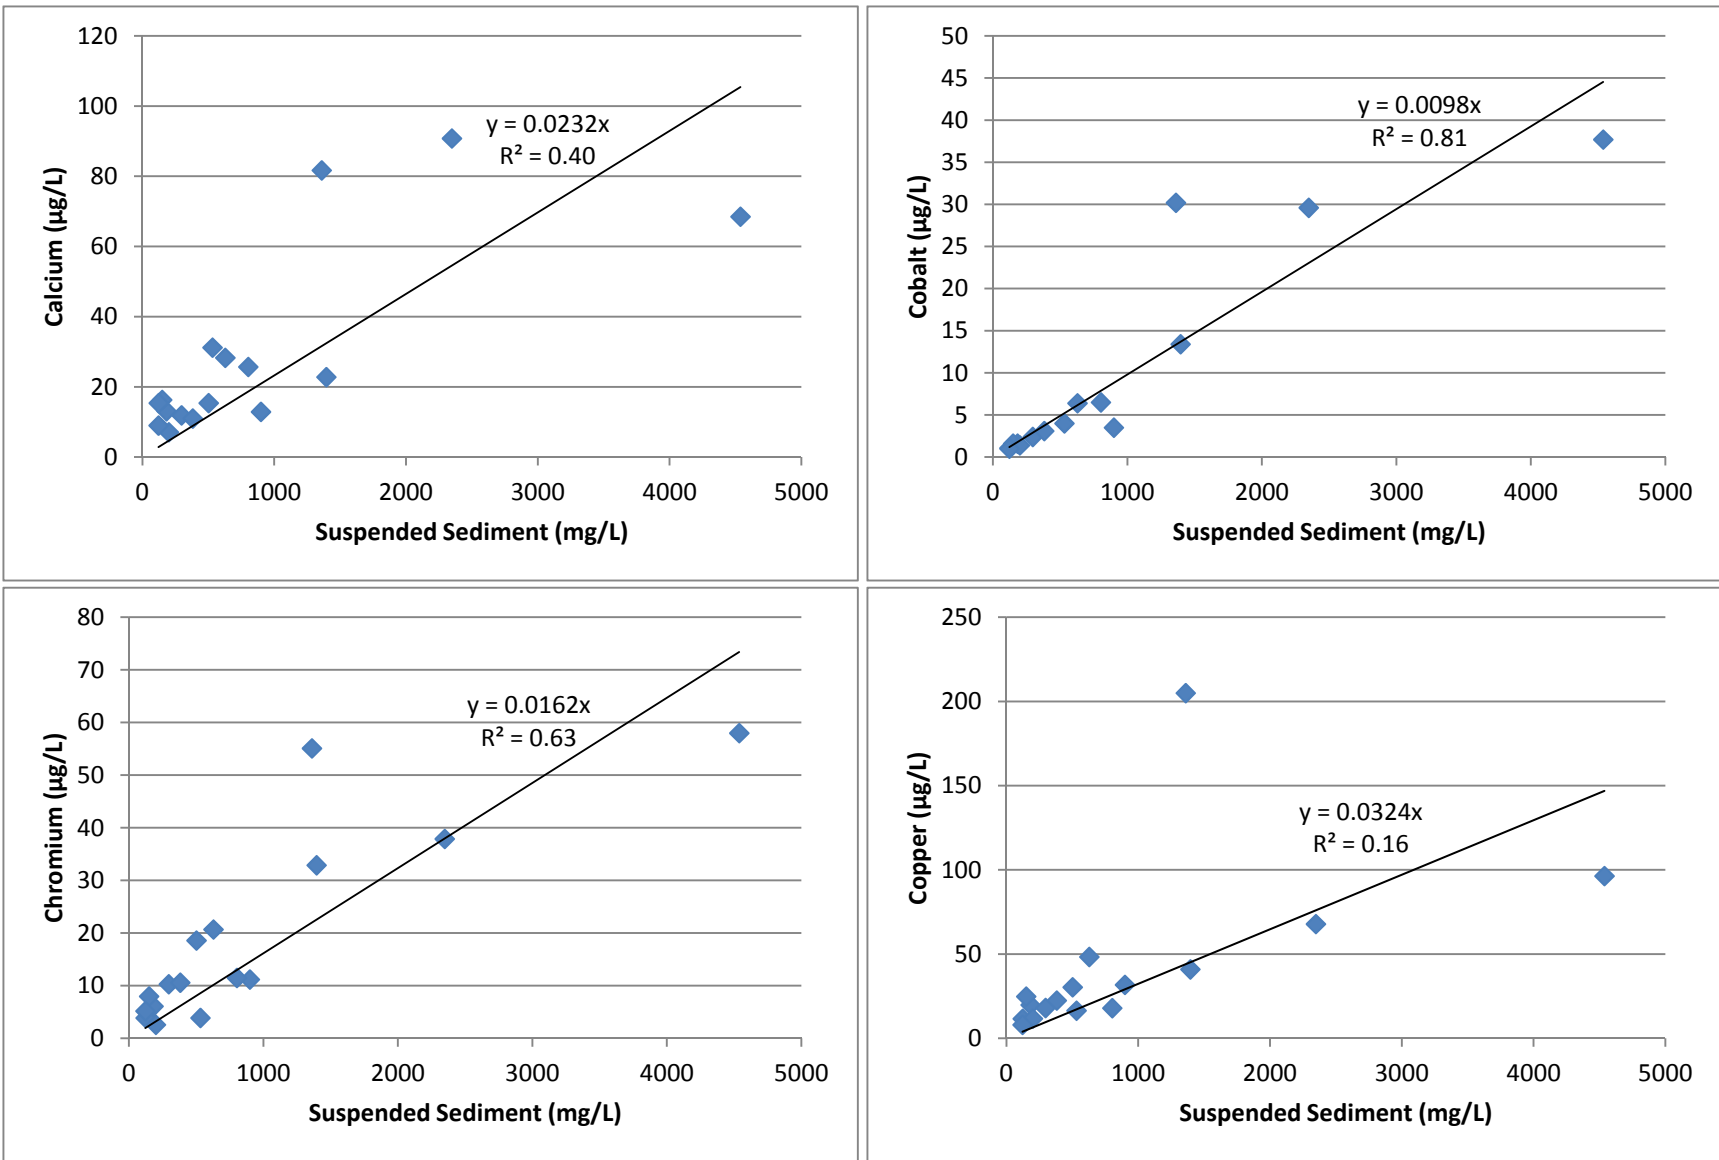 120
100
80
60
40
20
0
Calcium (µg/L)
y = 0.0232x
R² = 0.40
0 1000 2000 3000 4000 5000
Suspended Sediment (mg/L)
50
45
40
35
30
25
20
15
10
5
0
Cobalt (µg/L)
y = 0.0098x
R² = 0.81
0 1000 2000 3000 4000 5000
Suspended Sediment (mg/L)
80
70
60
50
40
30
20
10
0
Chromium (µg/L)
y = 0.0162x
R² = 0.63
0 1000 2000 3000 4000 5000
Suspended Sediment (mg/L)
250
200
150
100
50
0
Copper (µg/L)
y = 0.0324x
R² = 0.16
0 1000 2000 3000 4000 5000
Suspended Sediment (mg/L)